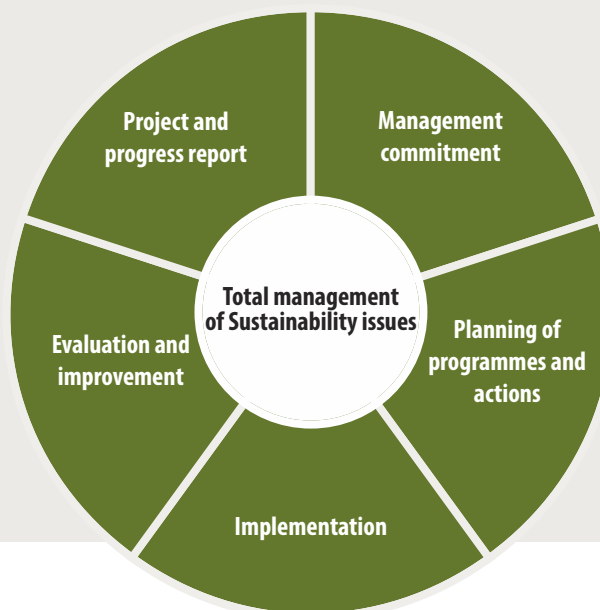 Project and
progress report
Management
commitment
Total management
of Sustainability issues
Evaluation and
improvement
Planning of
programmes and
actions
Implementation